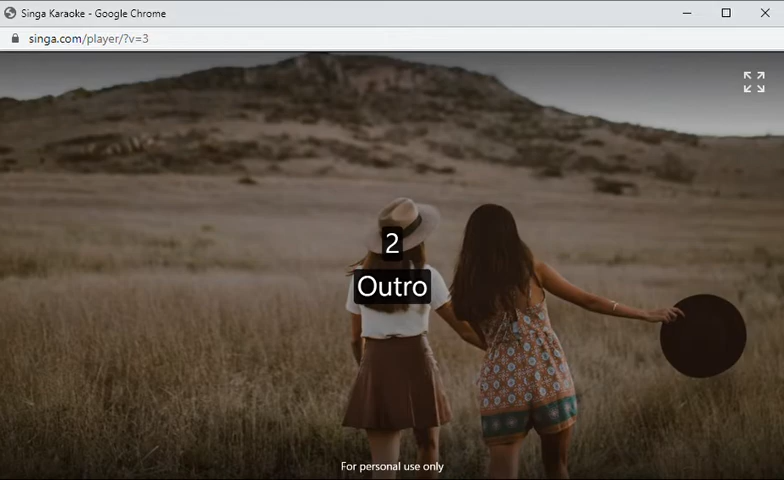 Singa Karaoke - Google Chrome
singa.com/player/?v=3
2
Outro
For personal use only